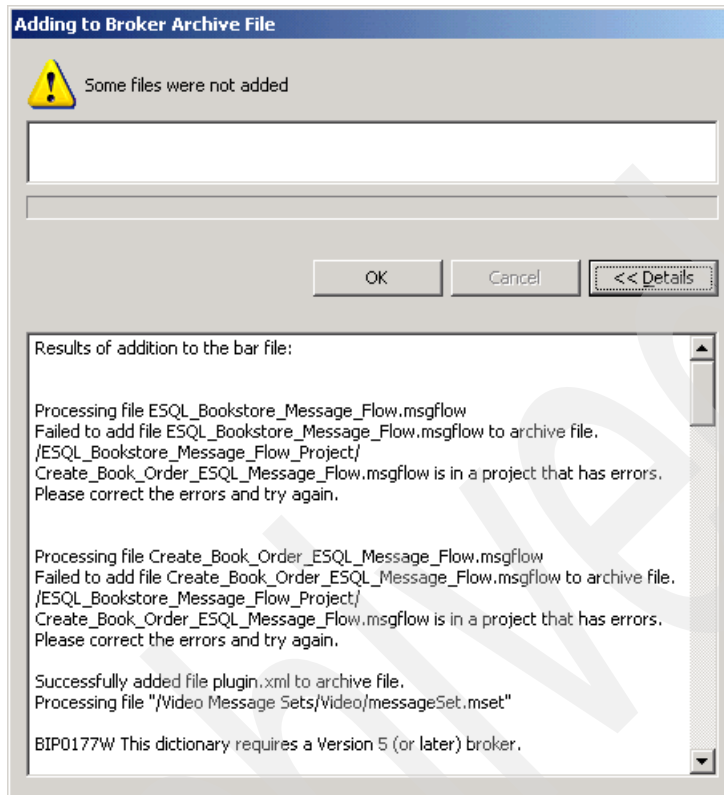 Adding to Broker Archive File
Some files were not added
OK
Cancel
<< Details
Results of addition to the bar file:
Processing file ESQL_Bookstore_Message_Flow.msgflow
Failed to add file ESQL_Bookstore_Message_Flow.msgflow to archive file.
/ESQL_Bookstore_Message_Flow_Project/
Create_Book_Order_ESQL_Message_Flow.msgflow is in a project that has errors.
Please correct the errors and try again.
Processing file Create_Book_Order_ESQL_Message_Flow.msgflow
Failed to add file Create_Book_Order_ESQL_Message_Flow.msgflow to archive file.
/ESQL_Bookstore_Message_Flow_Project/
Create_Book_Order_ESQL_Message_Flow.msgflow is in a project that has errors.
Please correct the errors and try again.
Successfully added file plugin.xml to archive file.
Processing file "/Video Message Sets/Video/messageSet.mset"
BIP0177W This dictionary requires a Version 5 (or later) broker.